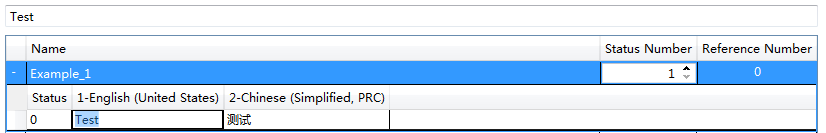 Test
Name Status Number Reference Number
- Example_1 1 0
Status 1-English (United States) 2-Chinese (Simplified, PRC)
0 Test 测试